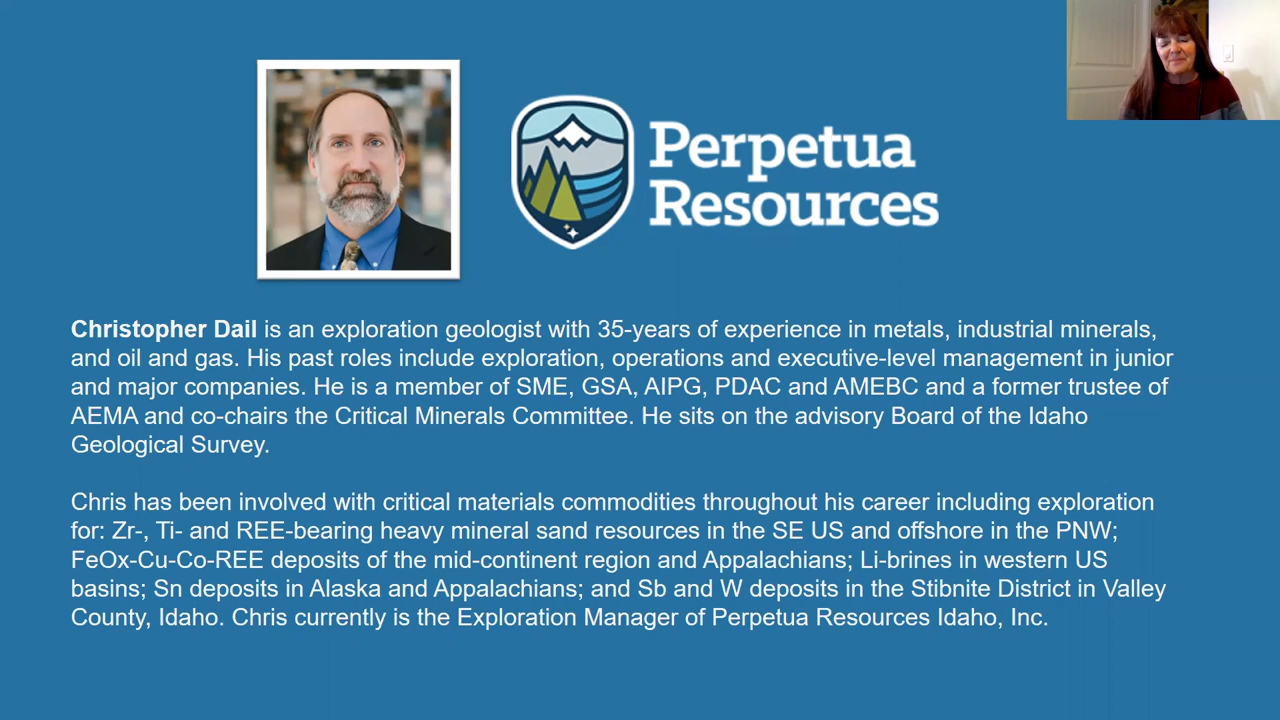 Perpetua
Resources
Christopher Dail is an exploration geologist with 35-years of experience in metals, industrial minerals,
and oil and gas. His past roles include exploration, operations and executive-level management in junior
and major companies. He is a member of SME, GSA, AIPG, PDAC and AMEBC and a former trustee of
AEMA and co-chairs the Critical Minerals Committee. He sits on the advisory Board of the Idaho
Geological Survey.
Chris has been involved with critical materials commodities throughout his career including exploration
for: Zr-, Ti- and REE-bearing heavy mineral sand resources in the SE US and offshore in the PNW;
FeOx-Cu-Co-REE deposits of the mid-continent region and Appalachians; Li-brines in western US
basins; Sn deposits in Alaska and Appalachians; and Sb and W deposits in the Stibnite District in Valley
County, Idaho. Chris currently is the Exploration Manager of Perpetua Resources Idaho, Inc.